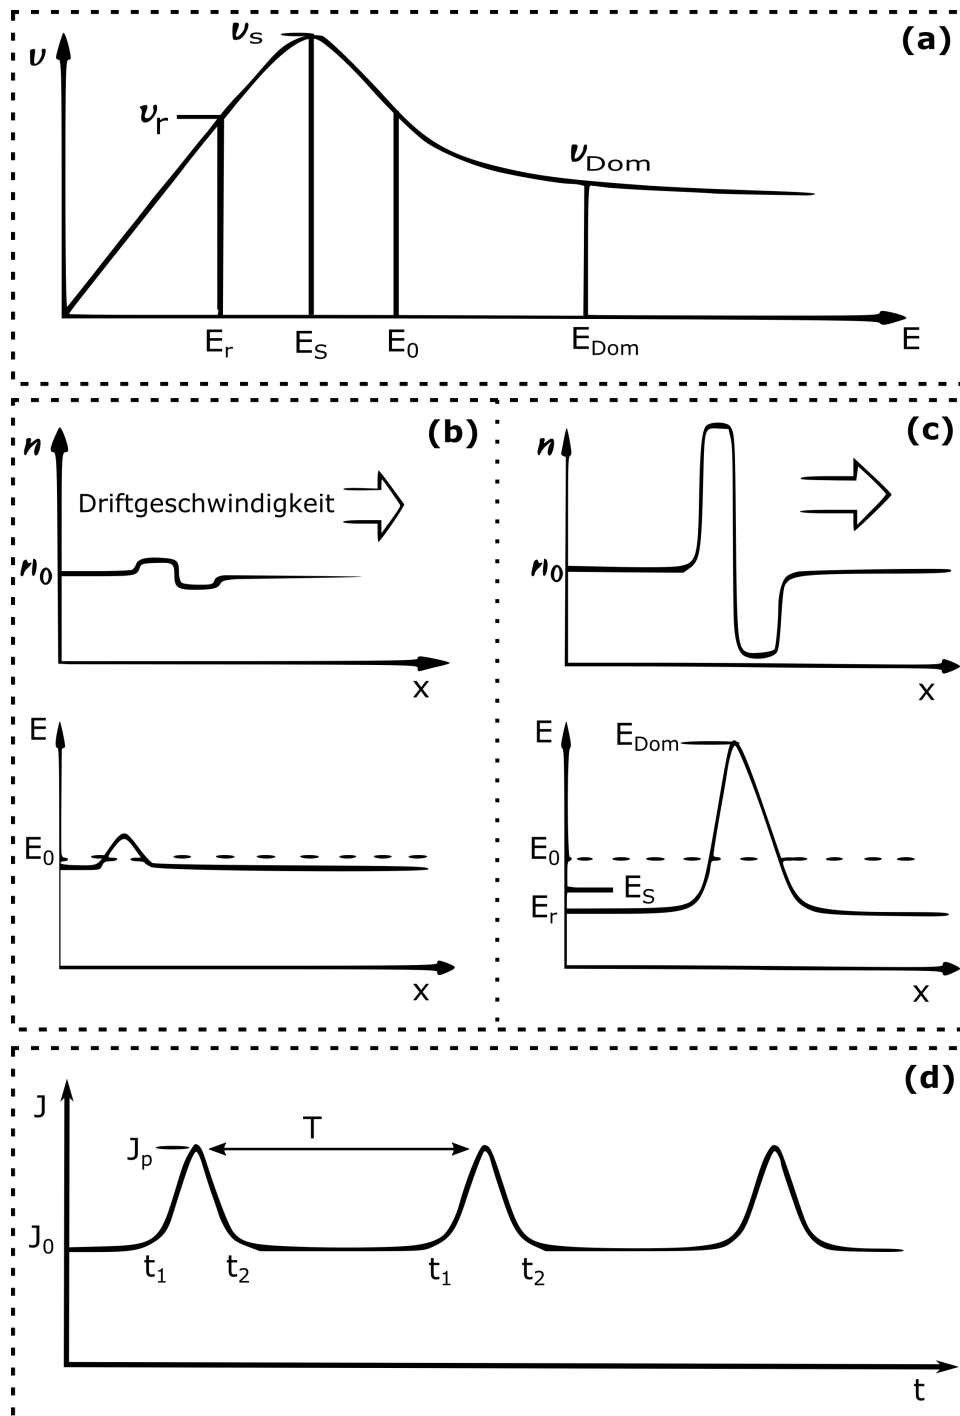 (a)
υ
υs
υr
υDom
Er
ES
E0
EDom
E
(b)
n
Driftgeschwindigkeit
n0
x
E
E0
x
(c)
n
n0
x
E
EDom
E0
ES
Er
x
(d)
J
T
Jp
J0
t1
t2
t1
t2
t